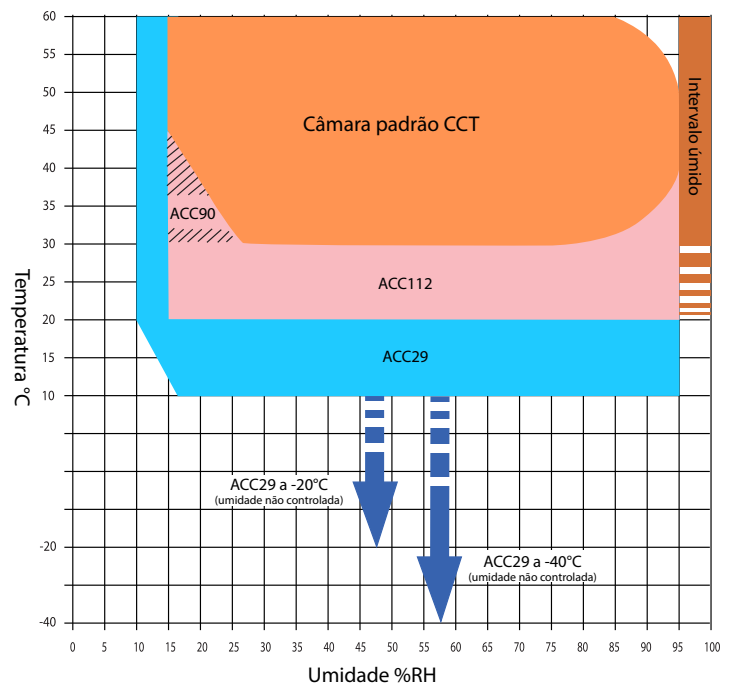 60
55
50
45
40
35
30
25
20
15
10
-20
-40
Temperatura °C
Câmara padrão CCT
Intervalo úmido
ACC90
ACC112
ACC29
ACC29 a -20°C
(umidade não controlada)
ACC29 a -40°C
(umidade não controlada)
0 5 10 15 20 25 30 35 40 45 50 55 60 65 70 75 80 85 90 95 100
Umidade %RH